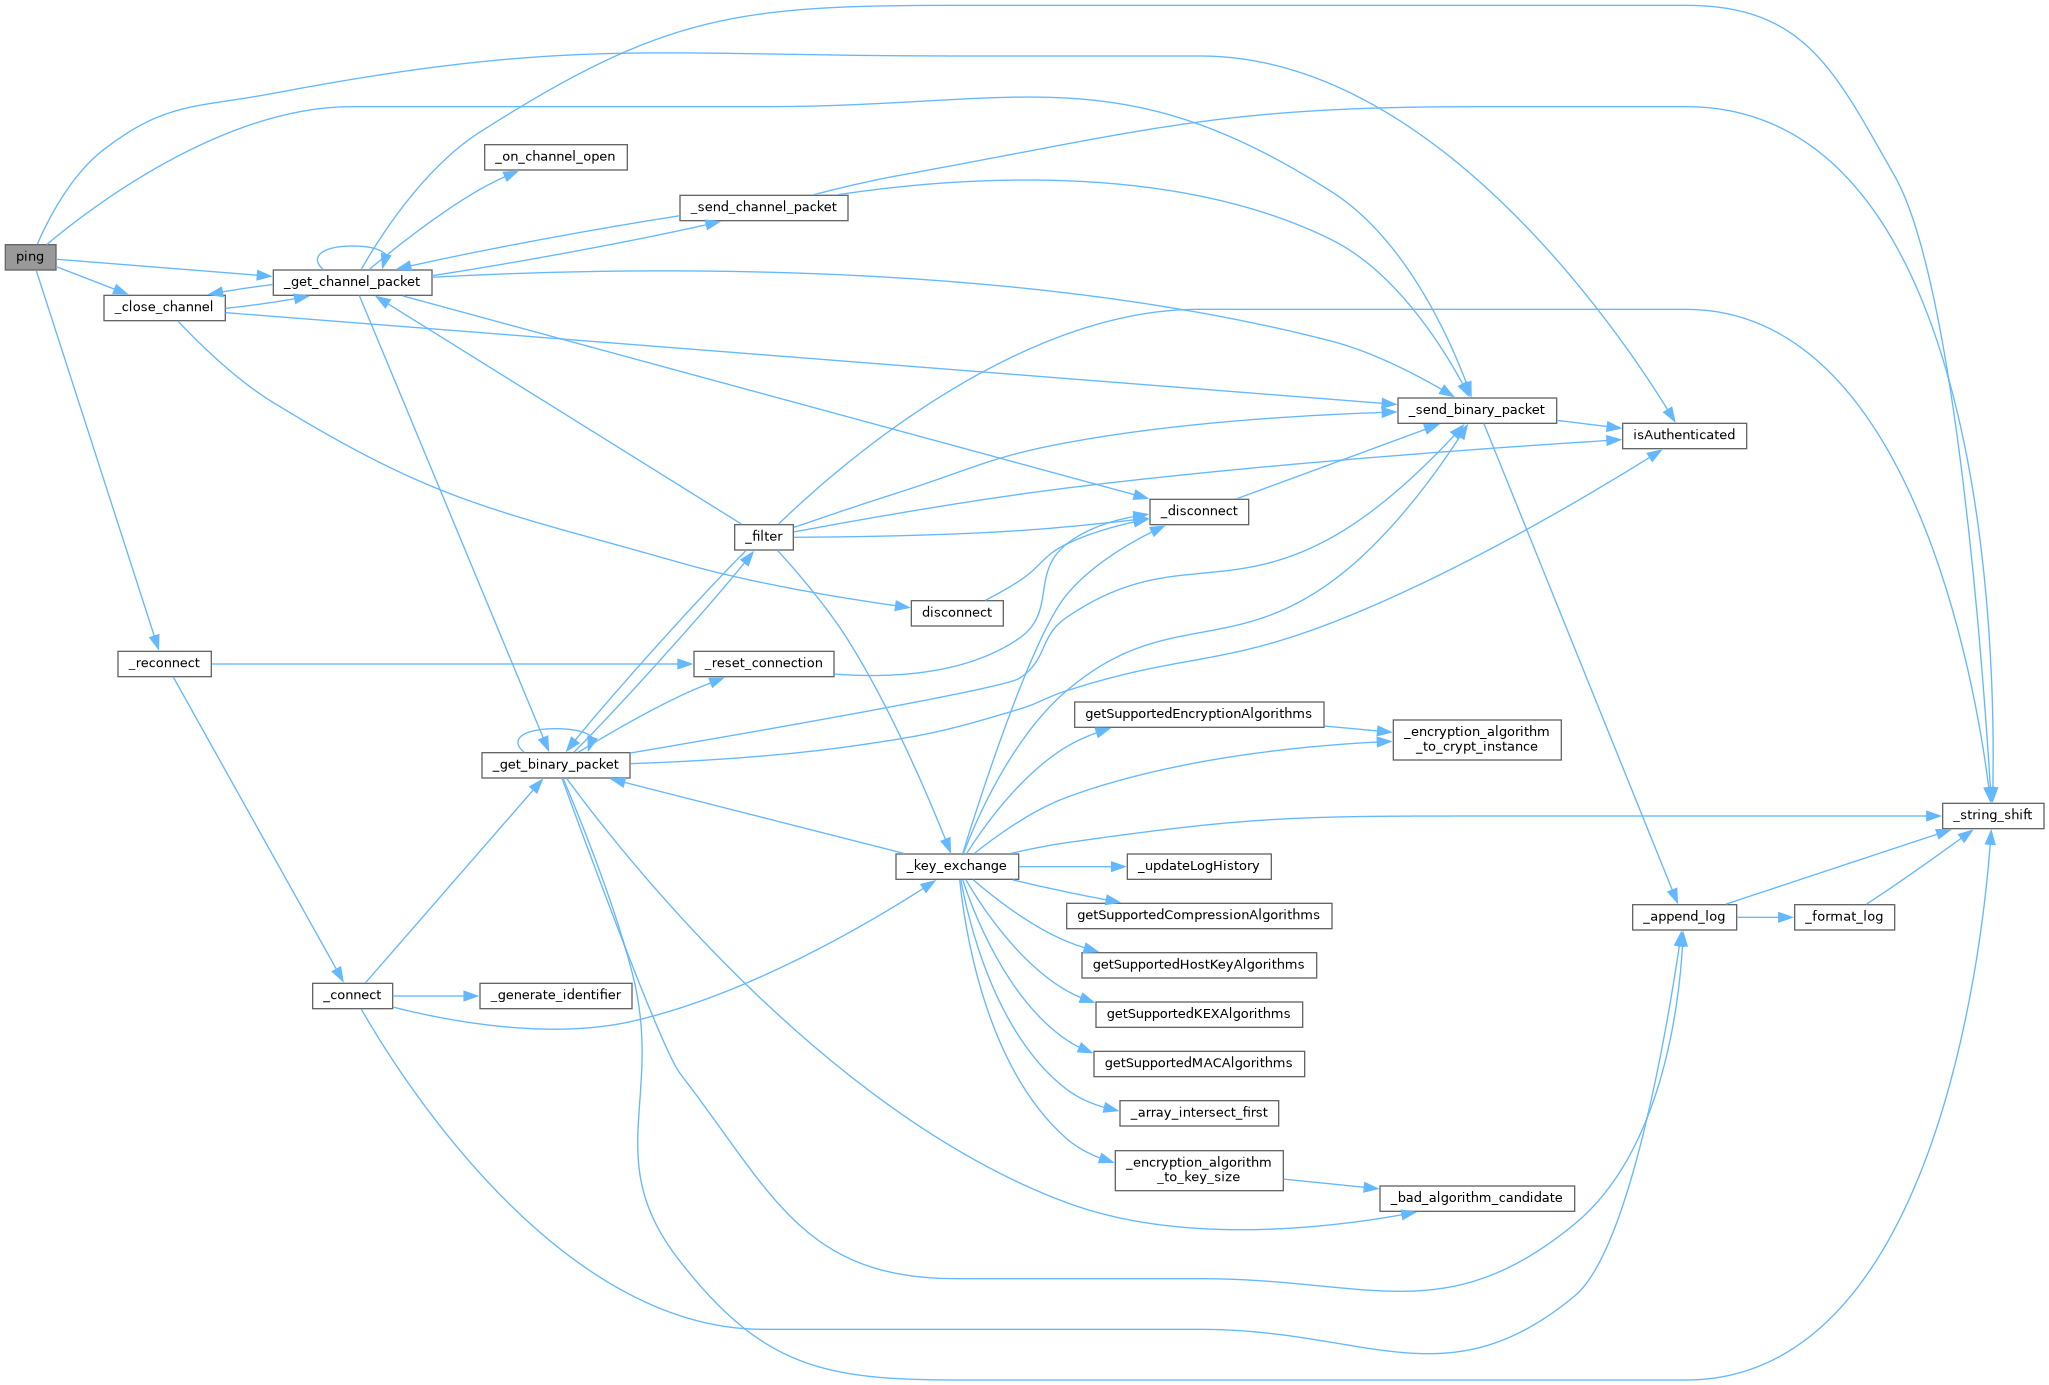 ping
_on_channel_open
_send_channel_packet
_get_channel_packet
_close_channel
_send_binary_packet
isAuthenticated
_disconnect
_filter
disconnect
_reconnect
_reset_connection
getSupportedEncryptionAlgorithms
_encryption_algorithm
_to_crypt_instance
_get_binary_packet
_string_shift
_key_exchange
_updateLogHistory
getSupportedCompressionAlgorithms
_append_log
_format_log
getSupportedHostKeyAlgorithms
_connect
_generate_identifier
getSupportedKEXAlgorithms
getSupportedMACAlgorithms
_array_intersect_first
_encryption_algorithm
_to_key_size
_bad_algorithm_candidate